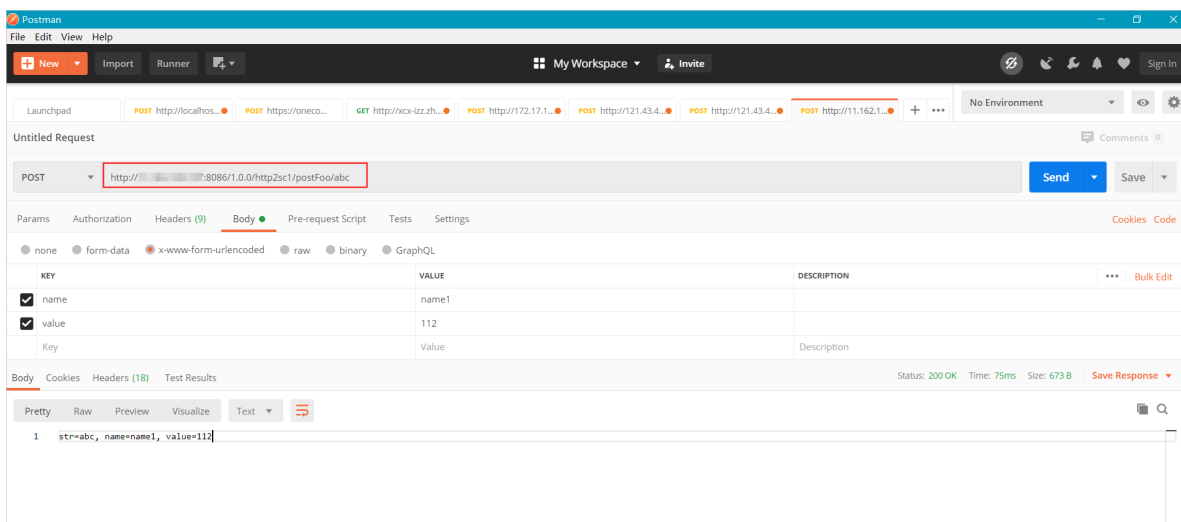 Postman
File Edit View Help
New Import Runner My Workspace Invite Sign In
Launchpad POST http://localhos... POST https://oneco... GET http://xcx-izz.zh... POST http://172.17.1... POST http://121.43.4... POST http://121.43.4... POST http://11.162.1... No Environment
Untitled Request Comments 0
POST http:// :8086/1.0.0/http2sc1/postFoo/abc Send Save
Params Authorization Headers (9) Body Pre-request Script Tests Settings Cookies Code
none form-data x-www-form-urlencoded raw binary GraphQL
KEY VALUE DESCRIPTION Bulk Edit
name name1
value 112
Key Value Description
Body Cookies Headers (18) Test Results Status: 200 OK Time: 75ms Size: 673 B Save Response
Pretty Raw Preview Visualize Text
1 str=abc, name=name1, value=112